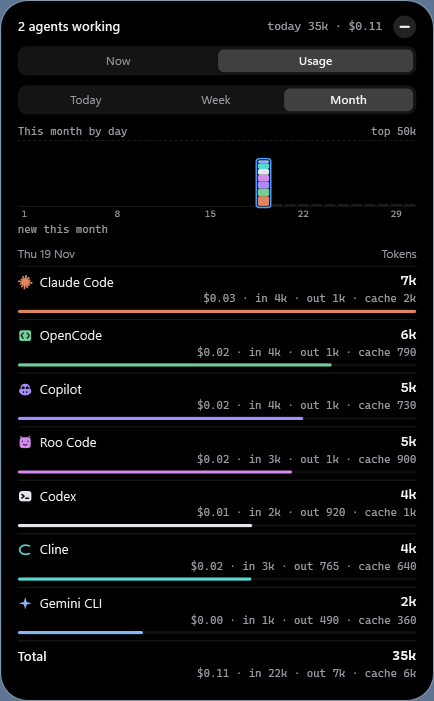 2 agents working today 35k · $0.11
Now Usage
Today Week Month
This month by day top 50k
1 8 15 22 29
new this month
Thu 19 Nov Tokens
Claude Code 7k
$0.03 · in 4k · out 1k · cache 2k
OpenCode 6k
$0.02 · in 4k · out 1k · cache 790
Copilot 5k
$0.02 · in 4k · out 1k · cache 730
Roo Code 5k
$0.02 · in 3k · out 1k · cache 900
Codex 4k
$0.01 · in 2k · out 920 · cache 1k
Cline 4k
$0.02 · in 3k · out 765 · cache 640
Gemini CLI 2k
$0.00 · in 1k · out 490 · cache 360
Total 35k
$0.11 · in 22k · out 7k · cache 6k